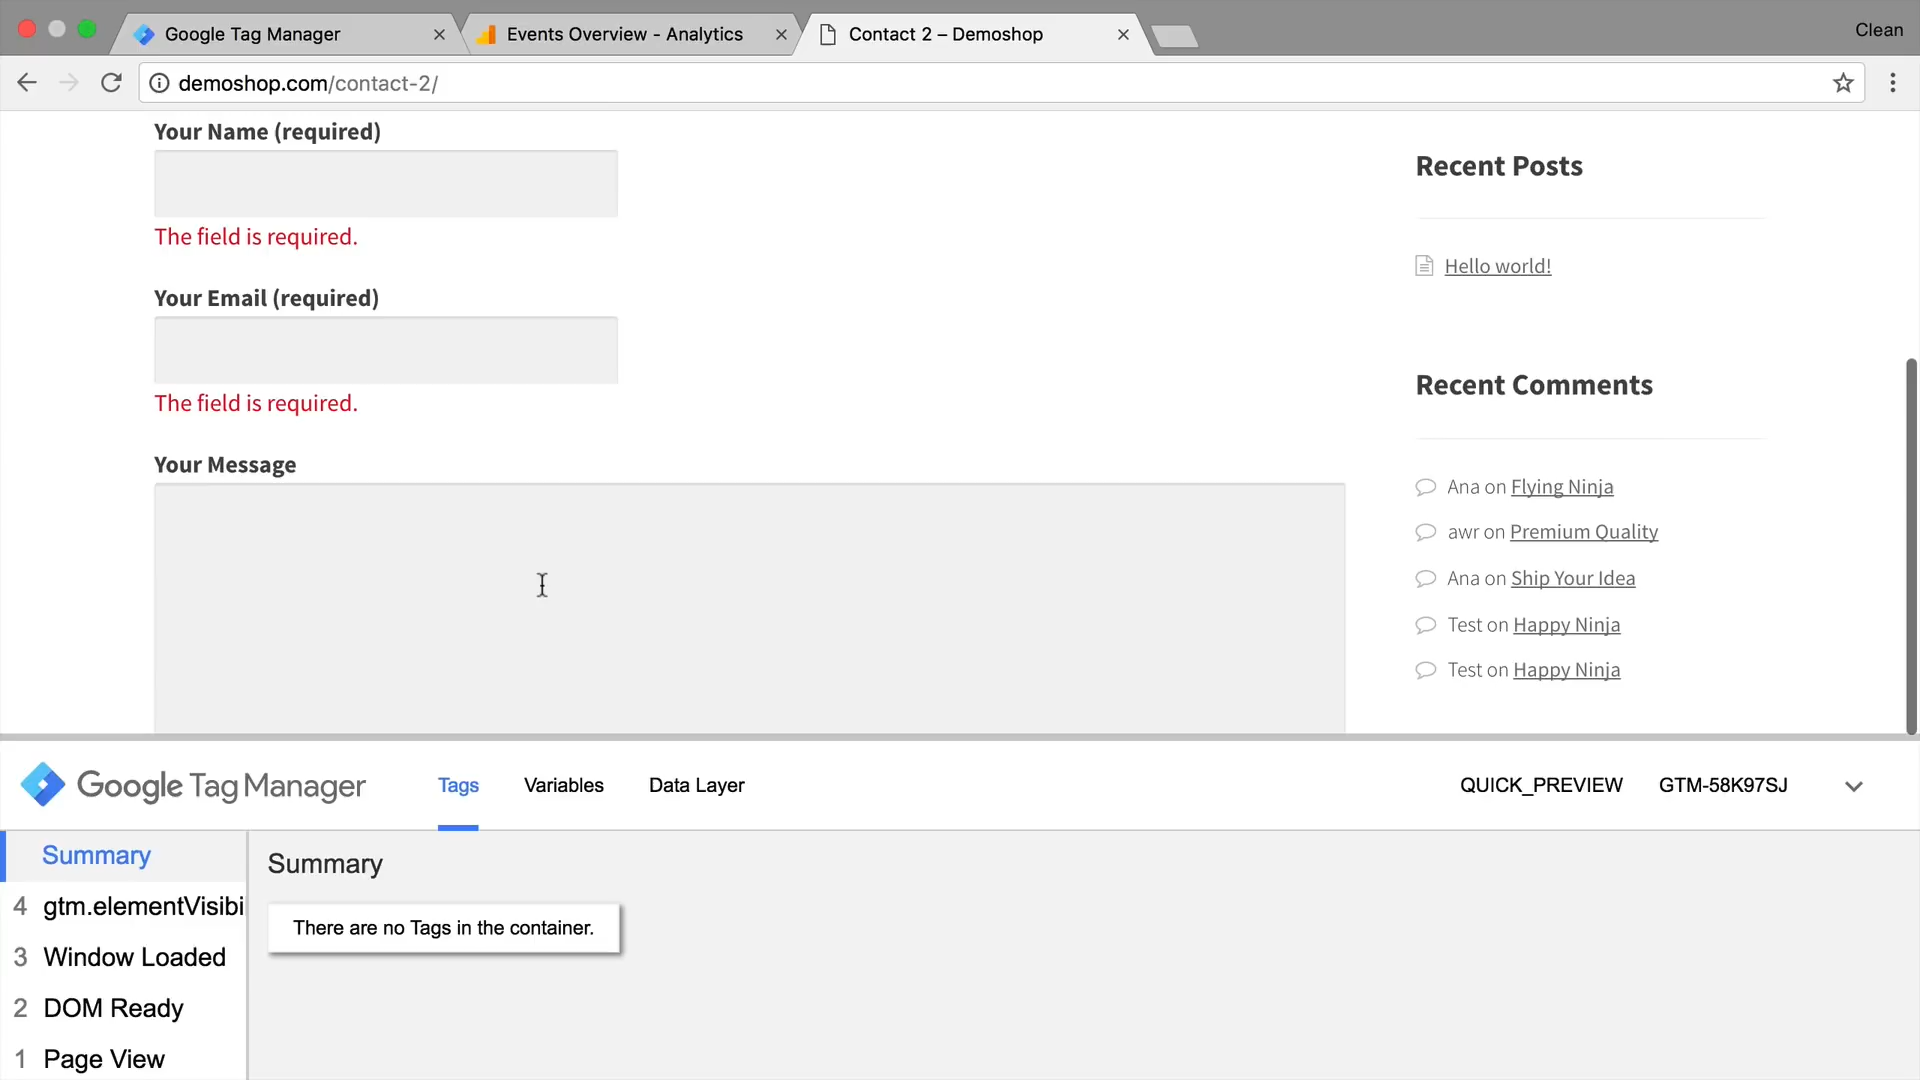 Google Tag Manager
Events Overview - Analytics
Contact 2 – Demoshop
Clean
demoshop.com/contact-2/
Your Name (required)
The field is required.
Your Email (required)
The field is required.
Your Message
Recent Posts
Hello world!
Recent Comments
Ana on Flying Ninja
awr on Premium Quality
Ana on Ship Your Idea
Test on Happy Ninja
Test on Happy Ninja
Google Tag Manager
Tags
Variables
Data Layer
QUICK_PREVIEW
GTM-58K97SJ
Summary
4 gtm.elementVisibi
3 Window Loaded
2 DOM Ready
1 Page View
Summary
There are no Tags in the container.